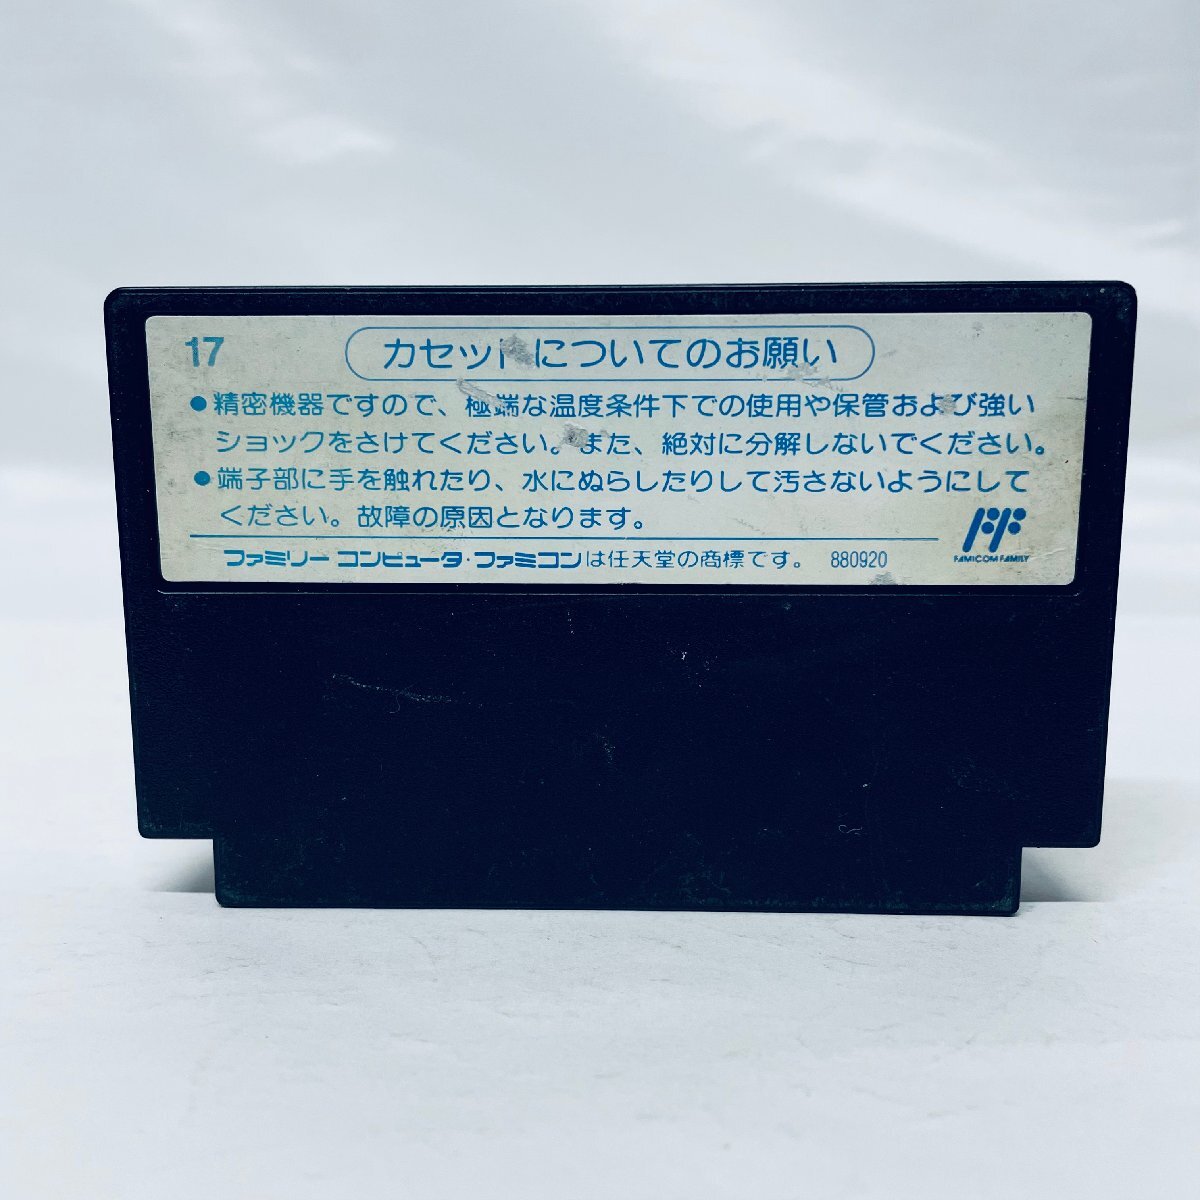 17
カセットについてのお願い
●精密機器ですので、極端な温度条件下での使用や保管および強い
ショックをさけてください。また、絶対に分解しないでください。
●端子部に手を触れたり、水にぬらしたりして汚さないようにして
ください。故障の原因となります。
ファミリーコンピュータ・ファミコンは任天堂の商標です。 880920
FAMICOM FAMILY